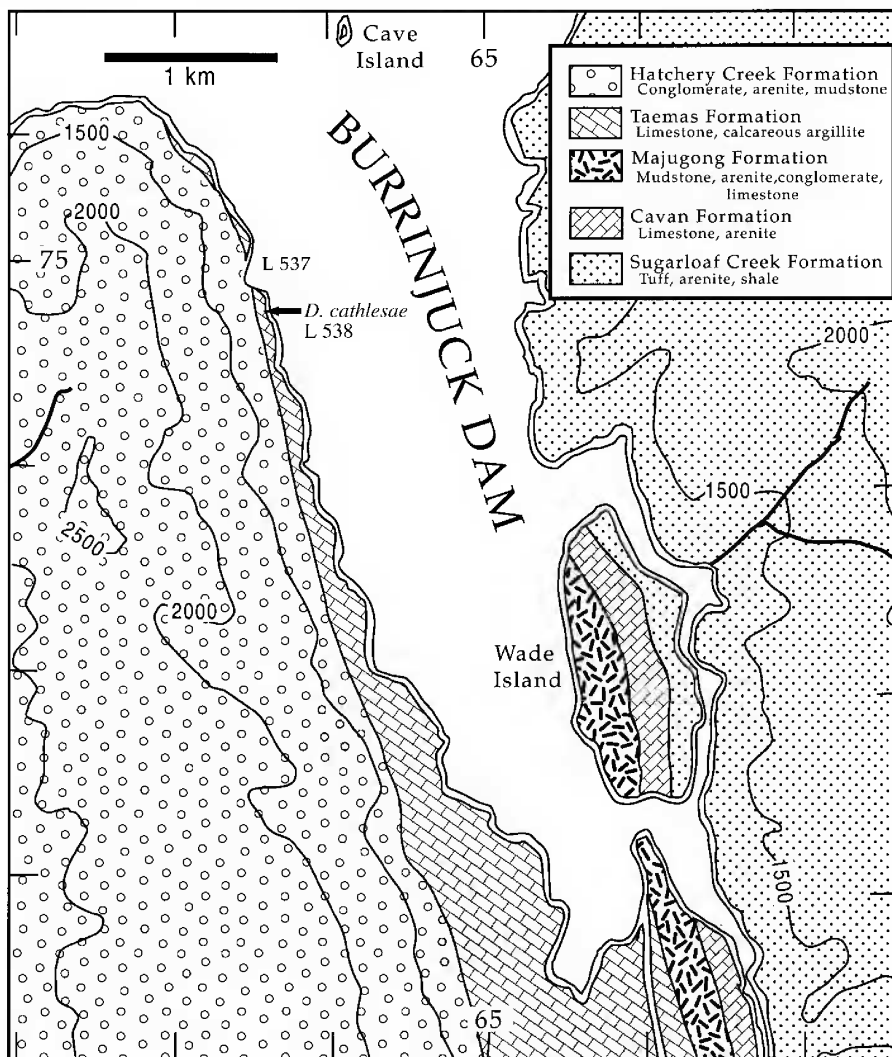 Cave
Island
65
1 km
Hatchery Creek Formation
Conglomerate, arenite, mudstone
Taemas Formation
Limestone, calcareous argillite
Majugong Formation
Mudstone, arenite,conglomerate,
limestone
Cavan Formation
Limestone, arenite
Sugarloaf Creek Formation
Tuff, arenite, shale
BURRINJUCK DAM
1500
2000
75
L 537
D. cathlesae
L 538
2000
1500
2500
2000
Wade
Island
1500
65